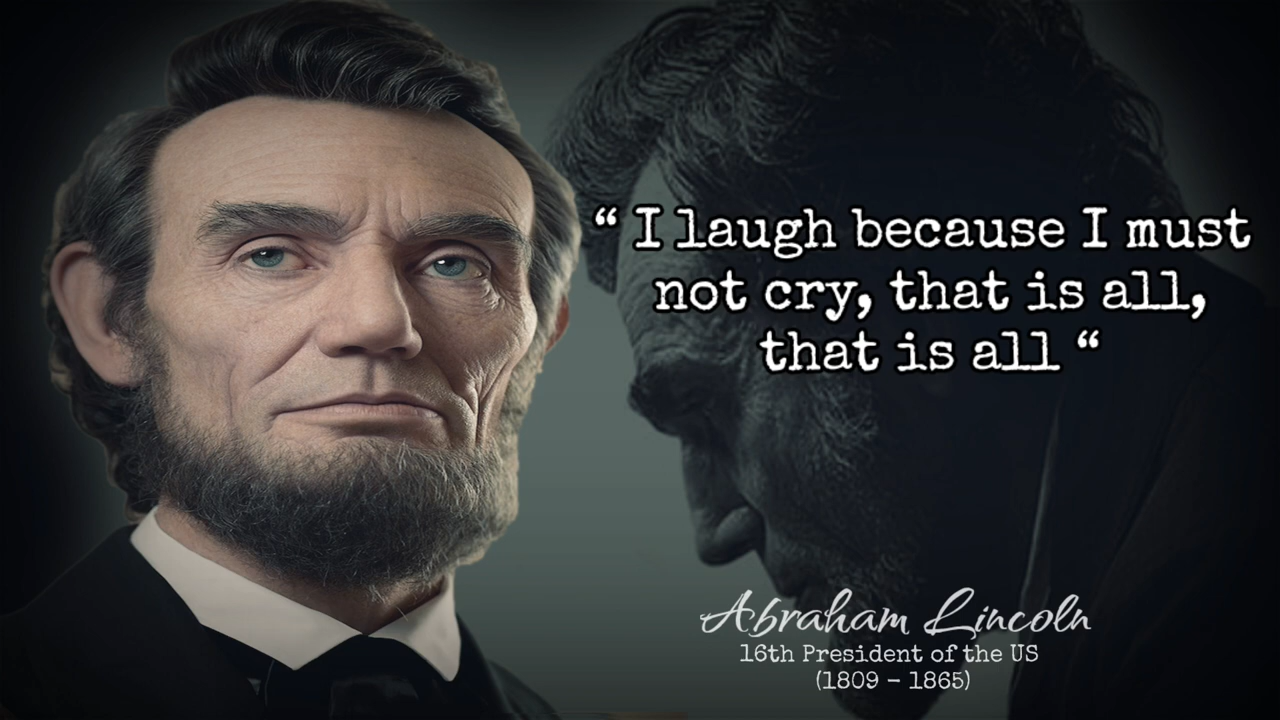 “ I laugh because I must
not cry, that is all,
that is all “
Abraham Lincoln
16th President of the US
(1809 – 1865)